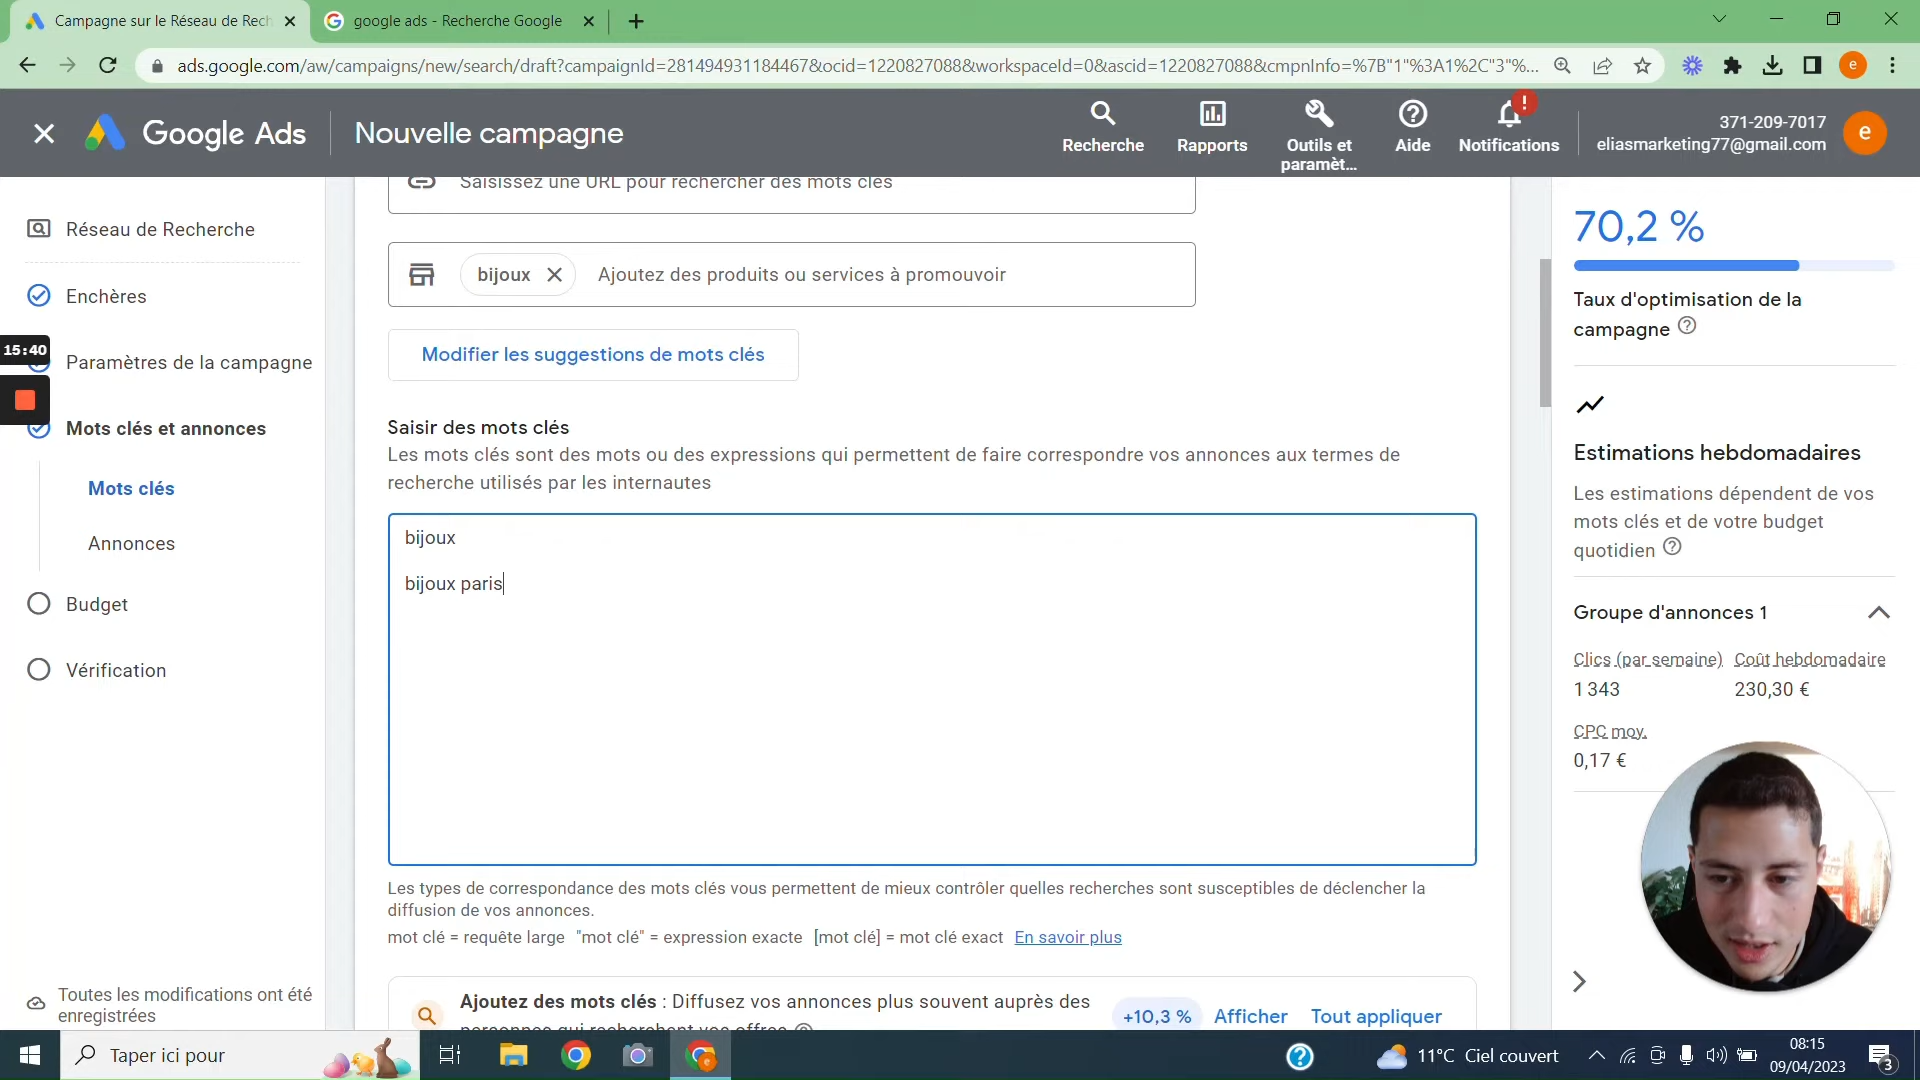 Campagne sur le Réseau de Rech
google ads - Recherche Google
ads.google.com/aw/campaigns/new/search/draft?campaignId=281494931184467&ocid=1220827088&workspaceId=0&ascid=1220827088&cmpnInfo=%7B"1"%3A1%2C"3"%...
e
Google Ads
Nouvelle campagne
Recherche
Rapports
Outils et
paramèt...
Aide
!
Notifications
371-209-7017
eliasmarketing77@gmail.com
e
Réseau de Recherche
Enchères
15:40
Paramètres de la campagne
Mots clés et annonces
Mots clés
Annonces
Budget
Vérification
Toutes les modifications ont été
enregistrées
Saisissez une URL pour rechercher des mots clés
bijoux
Ajoutez des produits ou services à promouvoir
Modifier les suggestions de mots clés
Saisir des mots clés
Les mots clés sont des mots ou des expressions qui permettent de faire correspondre vos annonces aux termes de
recherche utilisés par les internautes
bijoux
bijoux paris
Les types de correspondance des mots clés vous permettent de mieux contrôler quelles recherches sont susceptibles de déclencher la
diffusion de vos annonces.
mot clé = requête large "mot clé" = expression exacte [mot clé] = mot clé exact En savoir plus
Ajoutez des mots clés : Diffusez vos annonces plus souvent auprès des
personnes qui recherchent vos offres
+10,3 %
Afficher
Tout appliquer
70,2 %
Taux d'optimisation de la
campagne
Estimations hebdomadaires
Les estimations dépendent de vos
mots clés et de votre budget
quotidien
Groupe d'annonces 1
Clics (par semaine) Coût hebdomadaire
1 343 230,30 €
CPC moy.
0,17 €
Taper ici pour
11°C Ciel couvert
08:15
09/04/2023
3